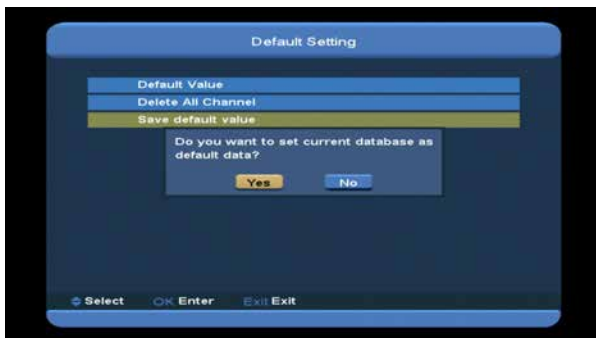 Default Setting
Default Value
Delete All Channel
Save default value
Do you want to set current database as
default data?
Yes No
Select OK Enter Exit Exit